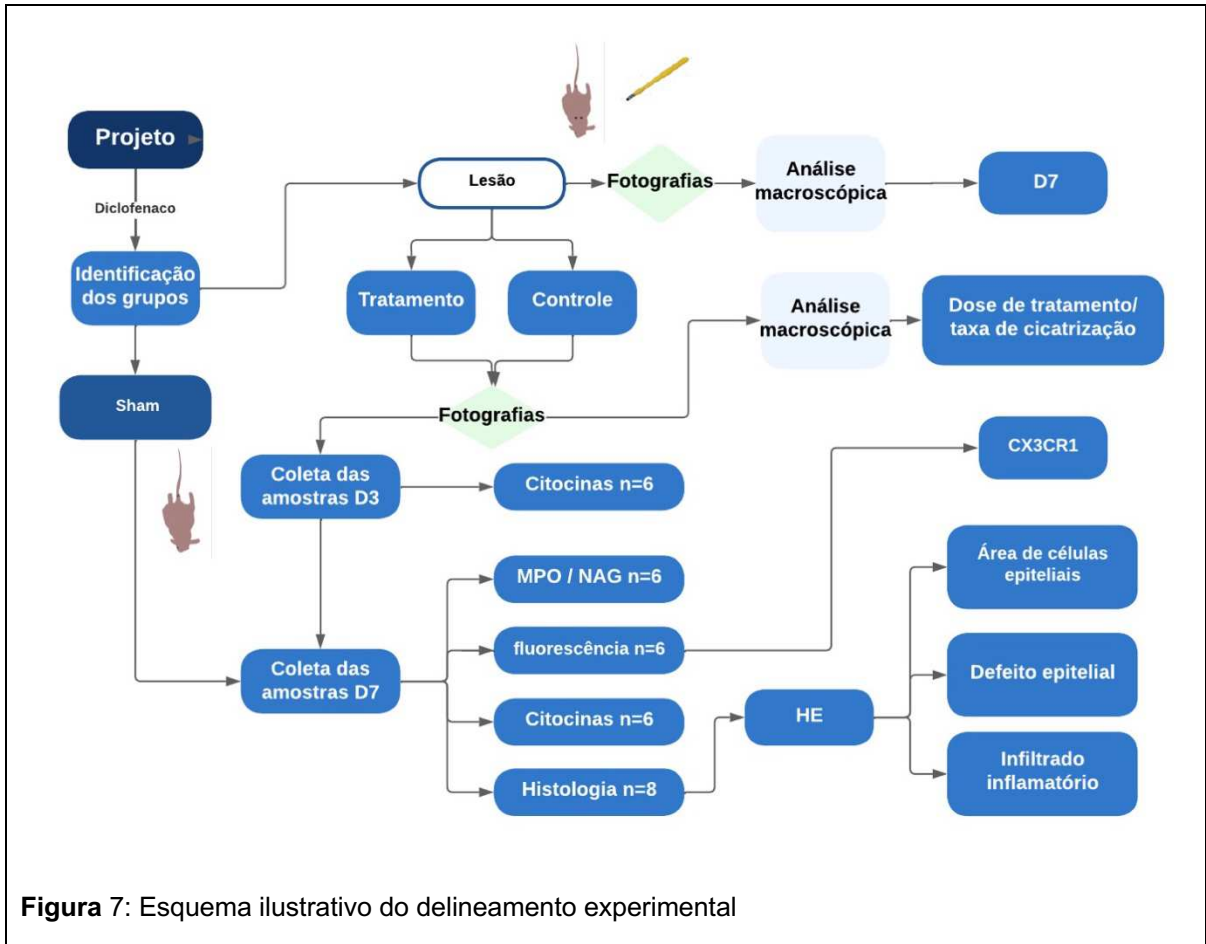 Projeto
Diclofenaco
Identificação
dos grupos
Sham
Lesão
Fotografias
Análise
macroscópica
D7
Tratamento
Controle
Fotografias
Análise
macroscópica
Dose de tratamento/
taxa de cicatrização
Coleta das
amostras D3
Citocinas n=6
CX3CR1
Coleta das
amostras D7
MPO / NAG n=6
fluorescência n=6
Citocinas n=6
Histologia n=8
HE
Área de células
epiteliais
Defeito epitelial
Infiltrado
inflamatório
Figura 7: Esquema ilustrativo do delineamento experimental